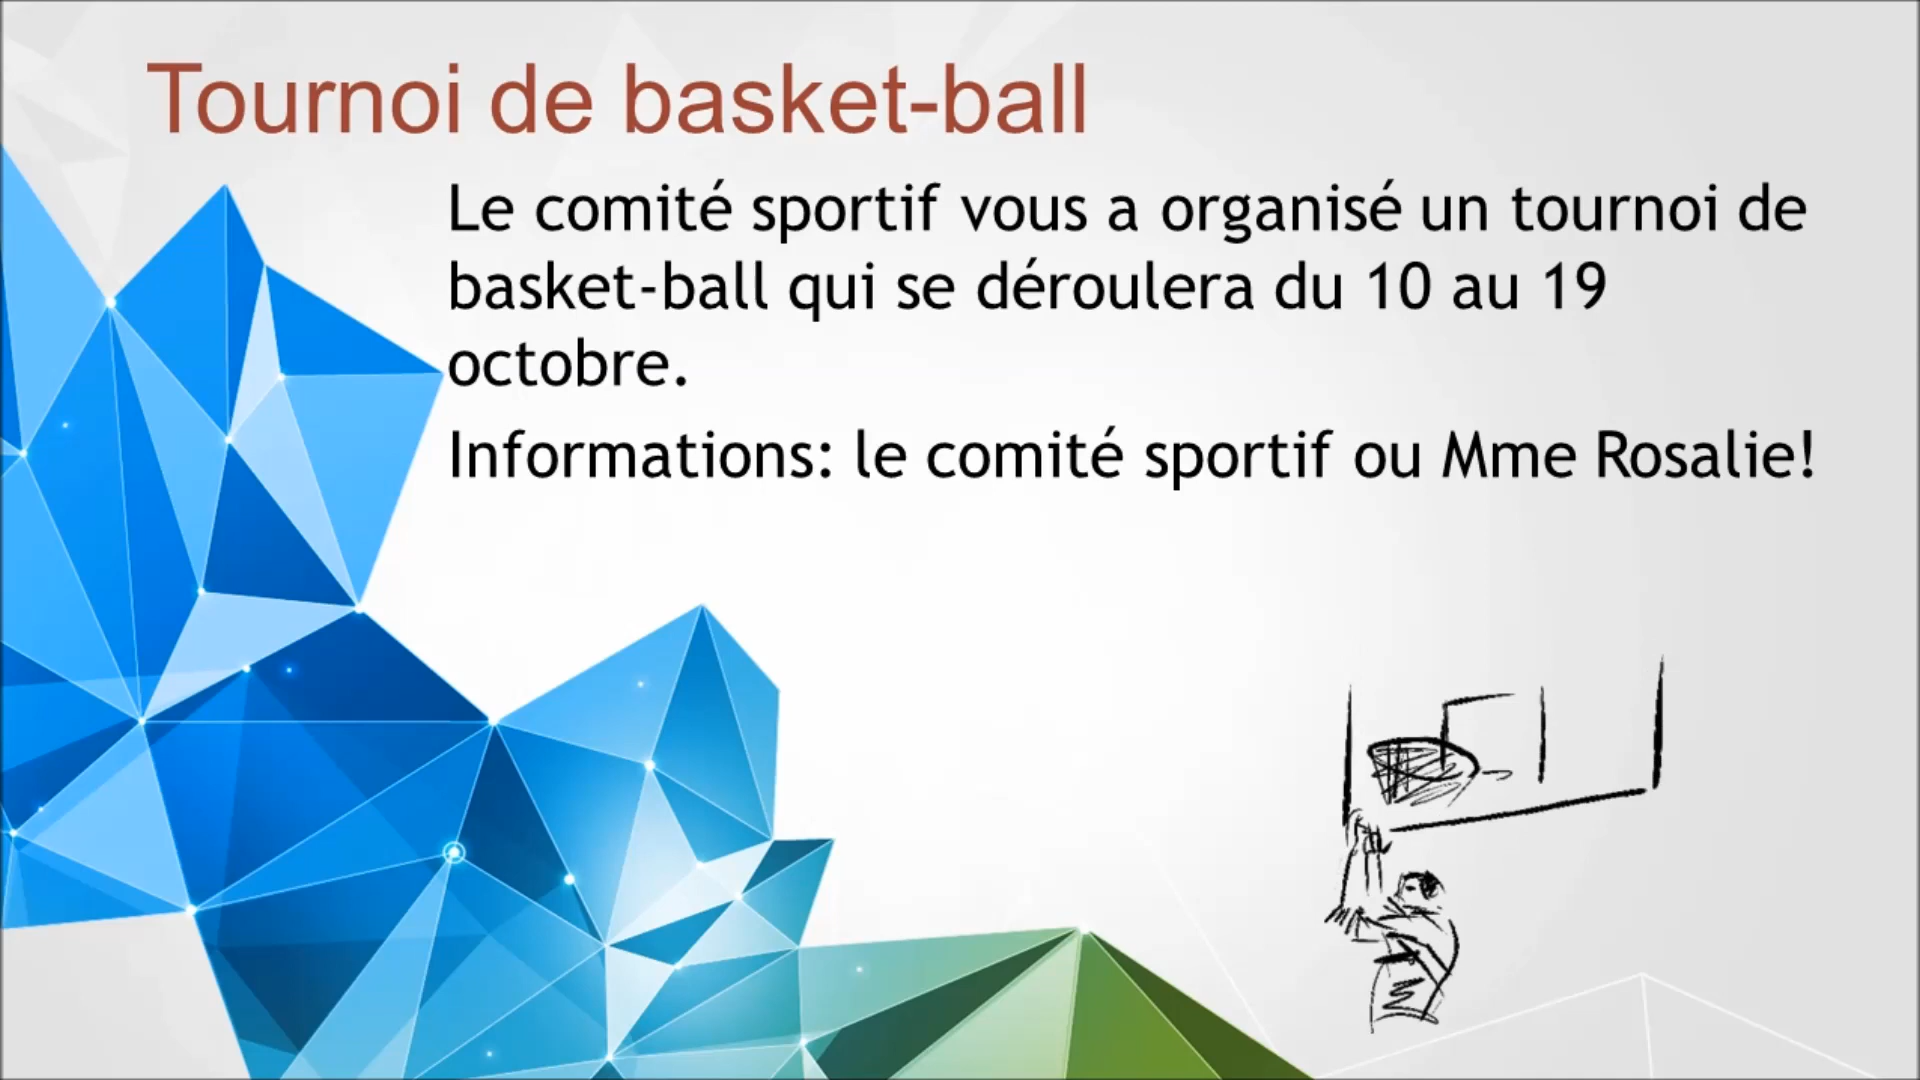 Tournoi de basket-ball
Le comité sportif vous a organisé un tournoi de
basket-ball qui se déroulera du 10 au 19
octobre.
Informations: le comité sportif ou Mme Rosalie!